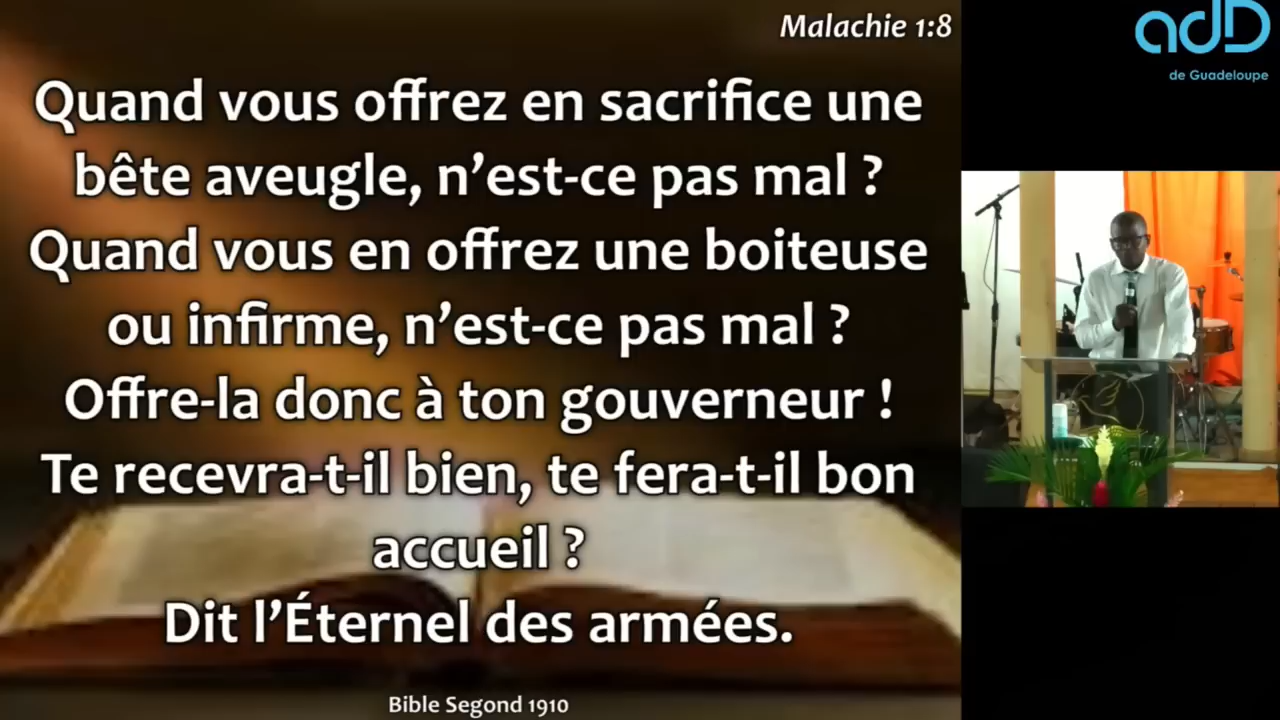 Malachie 1:8
Quand vous offrez en sacrifice une
bête aveugle, n’est-ce pas mal ?
Quand vous en offrez une boiteuse
ou infirme, n’est-ce pas mal ?
Offre-la donc à ton gouverneur !
Te recevra-t-il bien, te fera-t-il bon
accueil ?
Dit l’Éternel des armées.
Bible Segond 1910
adD
de Guadeloupe